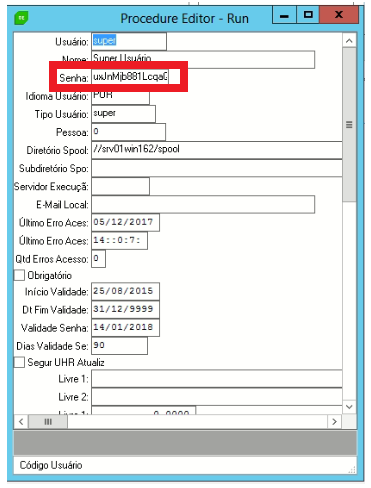 Procedure Editor - Run
Usuário: super
Nome: Super Usuário
Senha:
Idioma Usuário: POR
Tipo Usuário: super
Pessoa: 0
Diretório Spool: //srv01win162/spool
Subdiretório Spo:
Servidor Execuçã:
E-Mail Local:
Último Erro Aces: 05/12/2017
Último Erro Aces: 14::0:7:
Qtd Erros Acesso: 0
Obrigatório
Início Validade: 25/08/2015
Dt Fim Validade: 31/12/9999
Validade Senha: 14/01/2018
Dias Validade Se: 90
Segur UHR Atualiz
Livre 1:
Livre 2:
Livre 1: 0,0000
Código Usuário